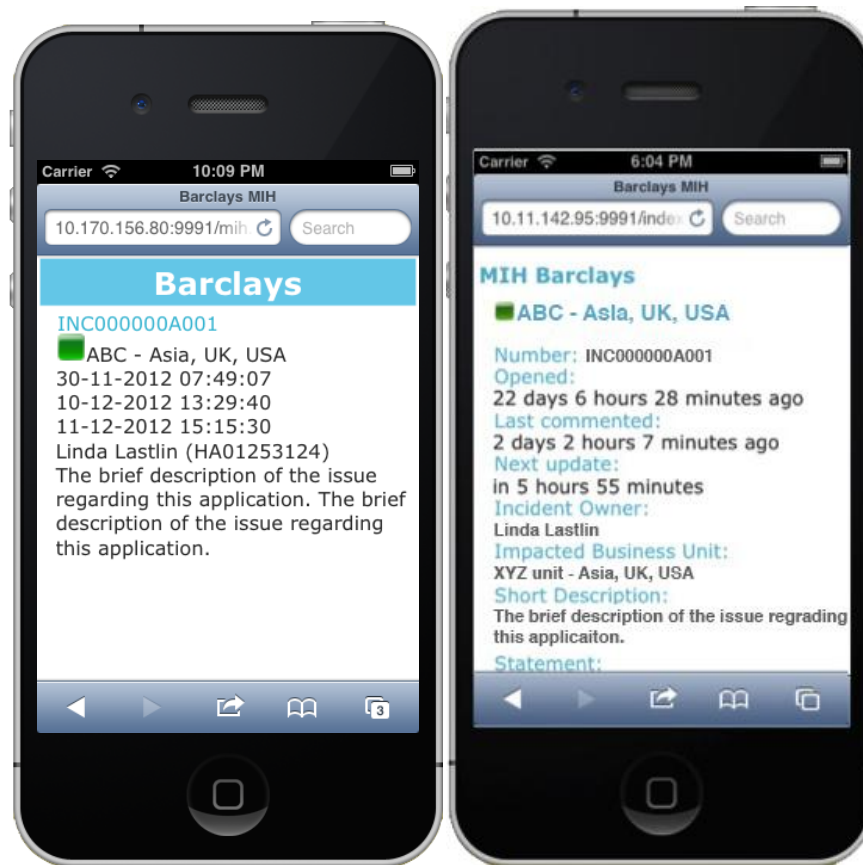 Carrier 10:09 PM
Barclays MIH
10.170.156.80:9991/mih. Search
Barclays
INC000000A001
ABC - Asia, UK, USA
30-11-2012 07:49:07
10-12-2012 13:29:40
11-12-2012 15:15:30
Linda Lastlin (HA01253124)
The brief description of the issue
regarding this application. The brief
description of the issue regarding
this application.
3
Carrier 6:04 PM
Barclays MIH
10.11.142.95:9991/index Search
MIH Barclays
ABC - Asia, UK, USA
Number: INC000000A001
Opened:
22 days 6 hours 28 minutes ago
Last commented:
2 days 2 hours 7 minutes ago
Next update:
in 5 hours 55 minutes
Incident Owner:
Linda Lastlin
Impacted Business Unit:
XYZ unit - Asia, UK, USA
Short Description:
The brief description of the issue regrading
this applicaiton.
Statement: